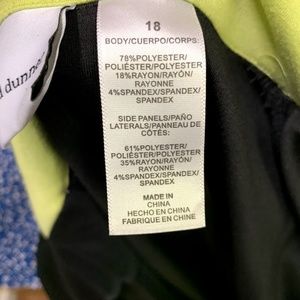 18
BODY/CUERPO/CORPS:
78%POLYESTER/
POLIÉSTER/POLYESTER
18%RAYON/RAYÓN/
RAYONNE
4%SPANDEX/SPANDEX/
SPANDEX
SIDE PANELS/PAÑO
LATERALS/PANNEAU DE
CÔTÉS:
61%POLYESTER/
POLIÉSTER/POLYESTER
35%RAYON/RAYÓN/
RAYONNE
4%SPANDEX/SPANDEX/
SPANDEX
MADE IN
CHINA
HECHO EN CHINA
FABRIQUE EN CHINE